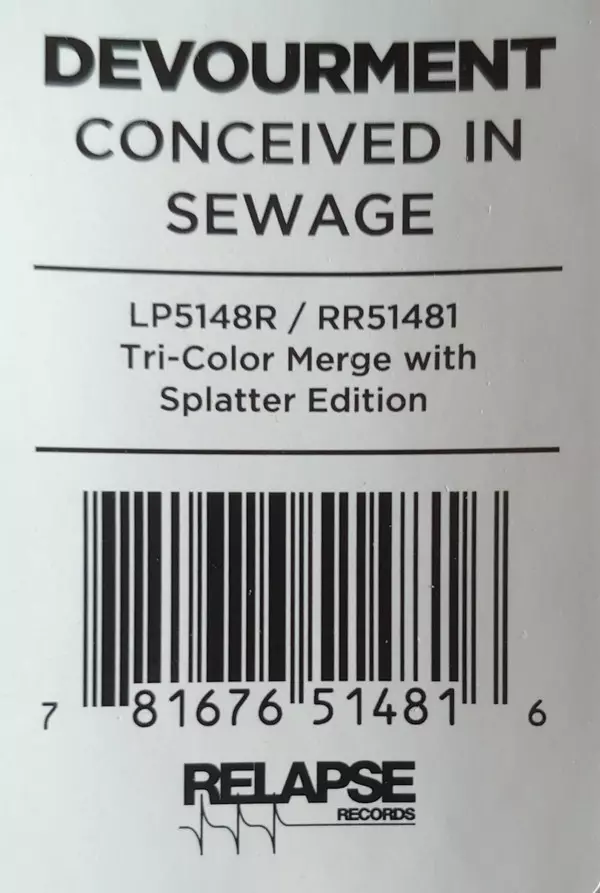 DEVOURMENT
CONCEIVED IN
SEWAGE
LP5148R / RR51481
Tri-Color Merge with
Splatter Edition
7 81676 51481 6
RELAPSE
RECORDS